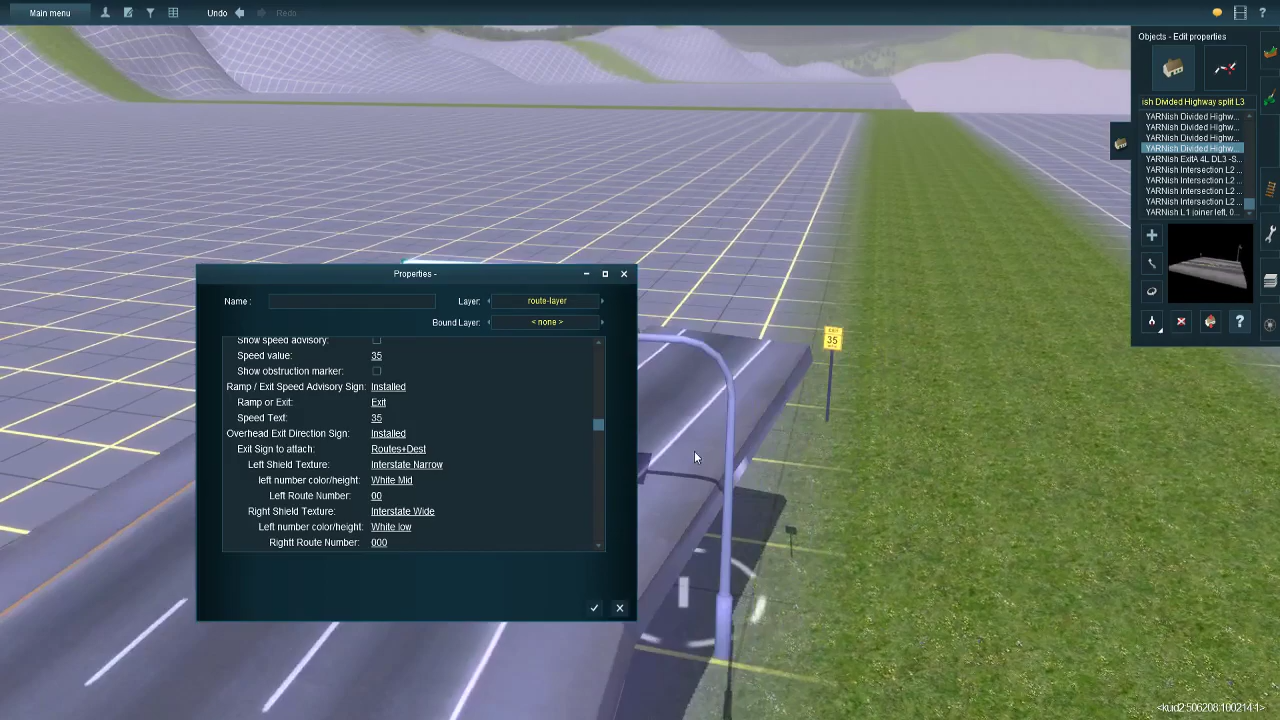 Main menu
Undo
Redo
?
Objects - Edit properties
ish Divided Highway split L3
YARNish Divided Highw...
YARNish Divided Highw...
YARNish Divided Highw...
YARNish Divided Highw...
YARNish ExitA 4L DL3 -S...
YARNish Intersection L2 ...
YARNish Intersection L2 ...
YARNish Intersection L2 ...
YARNish Intersection L2 ...
YARNish L1 joiner left, 0...
?
Properties -
Name :
Layer:
route-layer
Bound Layer:
< none >
Show speed advisory:
Speed value: 35
Show obstruction marker:
Ramp / Exit Speed Advisory Sign: Installed
Ramp or Exit: Exit
Speed Text: 35
Overhead Exit Direction Sign: Installed
Exit Sign to attach: Routes+Dest
Left Shield Texture: Interstate Narrow
left number color/height: White Mid
Left Route Number: 00
Right Shield Texture: Interstate Wide
Left number color/height: White low
Rightt Route Number: 000
EXIT
35
<kuid2:506208:100214:1>